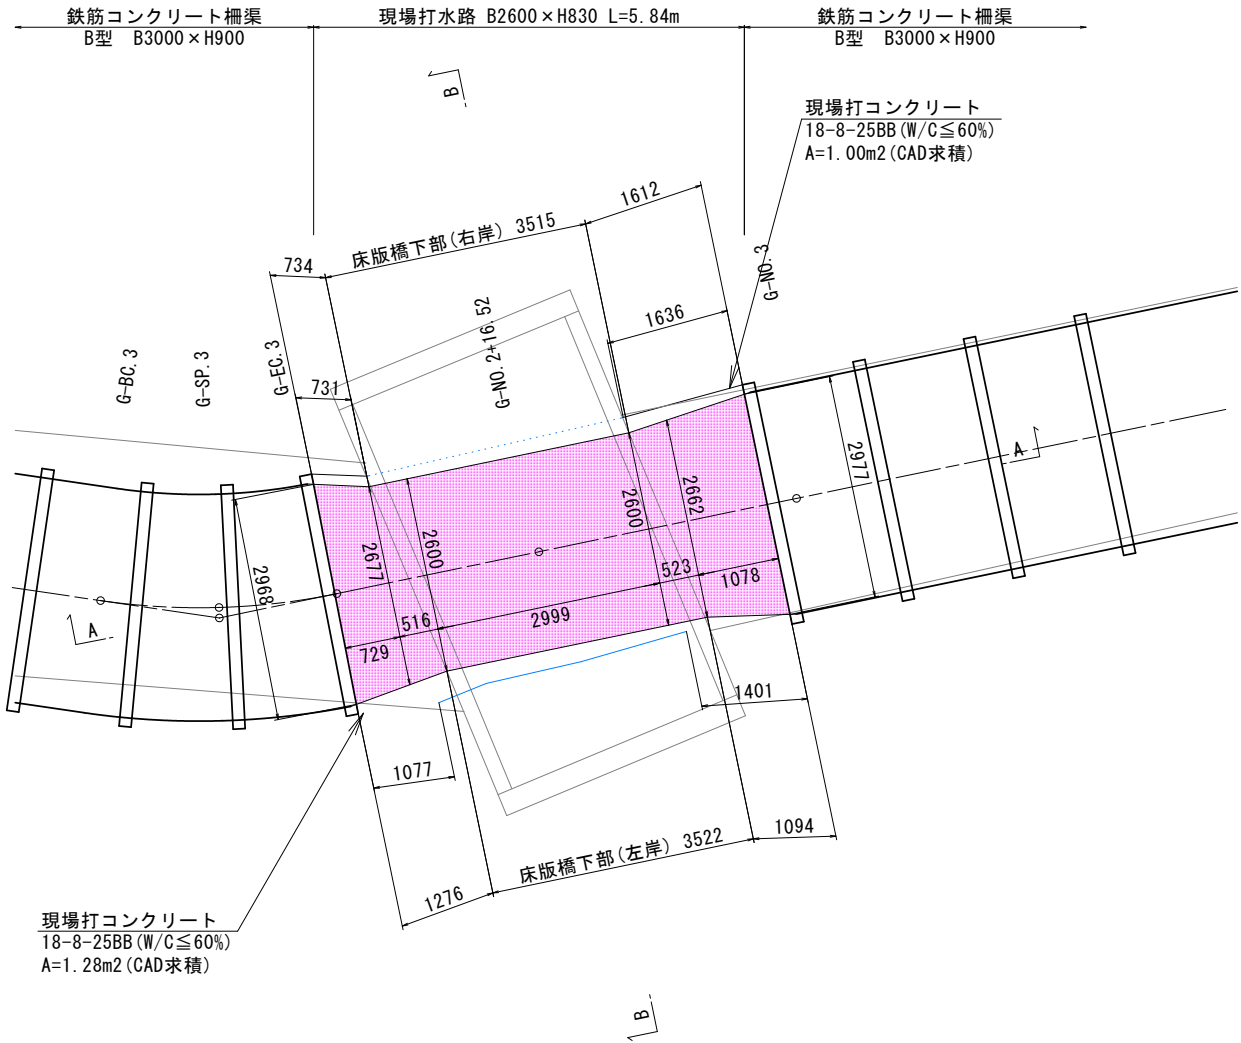 鉄筋コンクリート柵渠
B型 B3000×H900
現場打水路 B2600×H830 L=5.84m
鉄筋コンクリート柵渠
B型 B3000×H900
B
現場打コンクリート
18-8-25BB(W/C≦60%)
A=1.00m2(CAD求積)
1612
床版橋下部(右岸) 3515
734
G-NO.3
1636
G-NO.2+16.52
G-EC.3
G-SP.3
G-BC.3
731
2977
A
2662
2600
2600
2677
2968
523
1078
2999
516
729
A
1401
1077
1094
床版橋下部(左岸) 3522
1276
現場打コンクリート
18-8-25BB(W/C≦60%)
A=1.28m2(CAD求積)
B